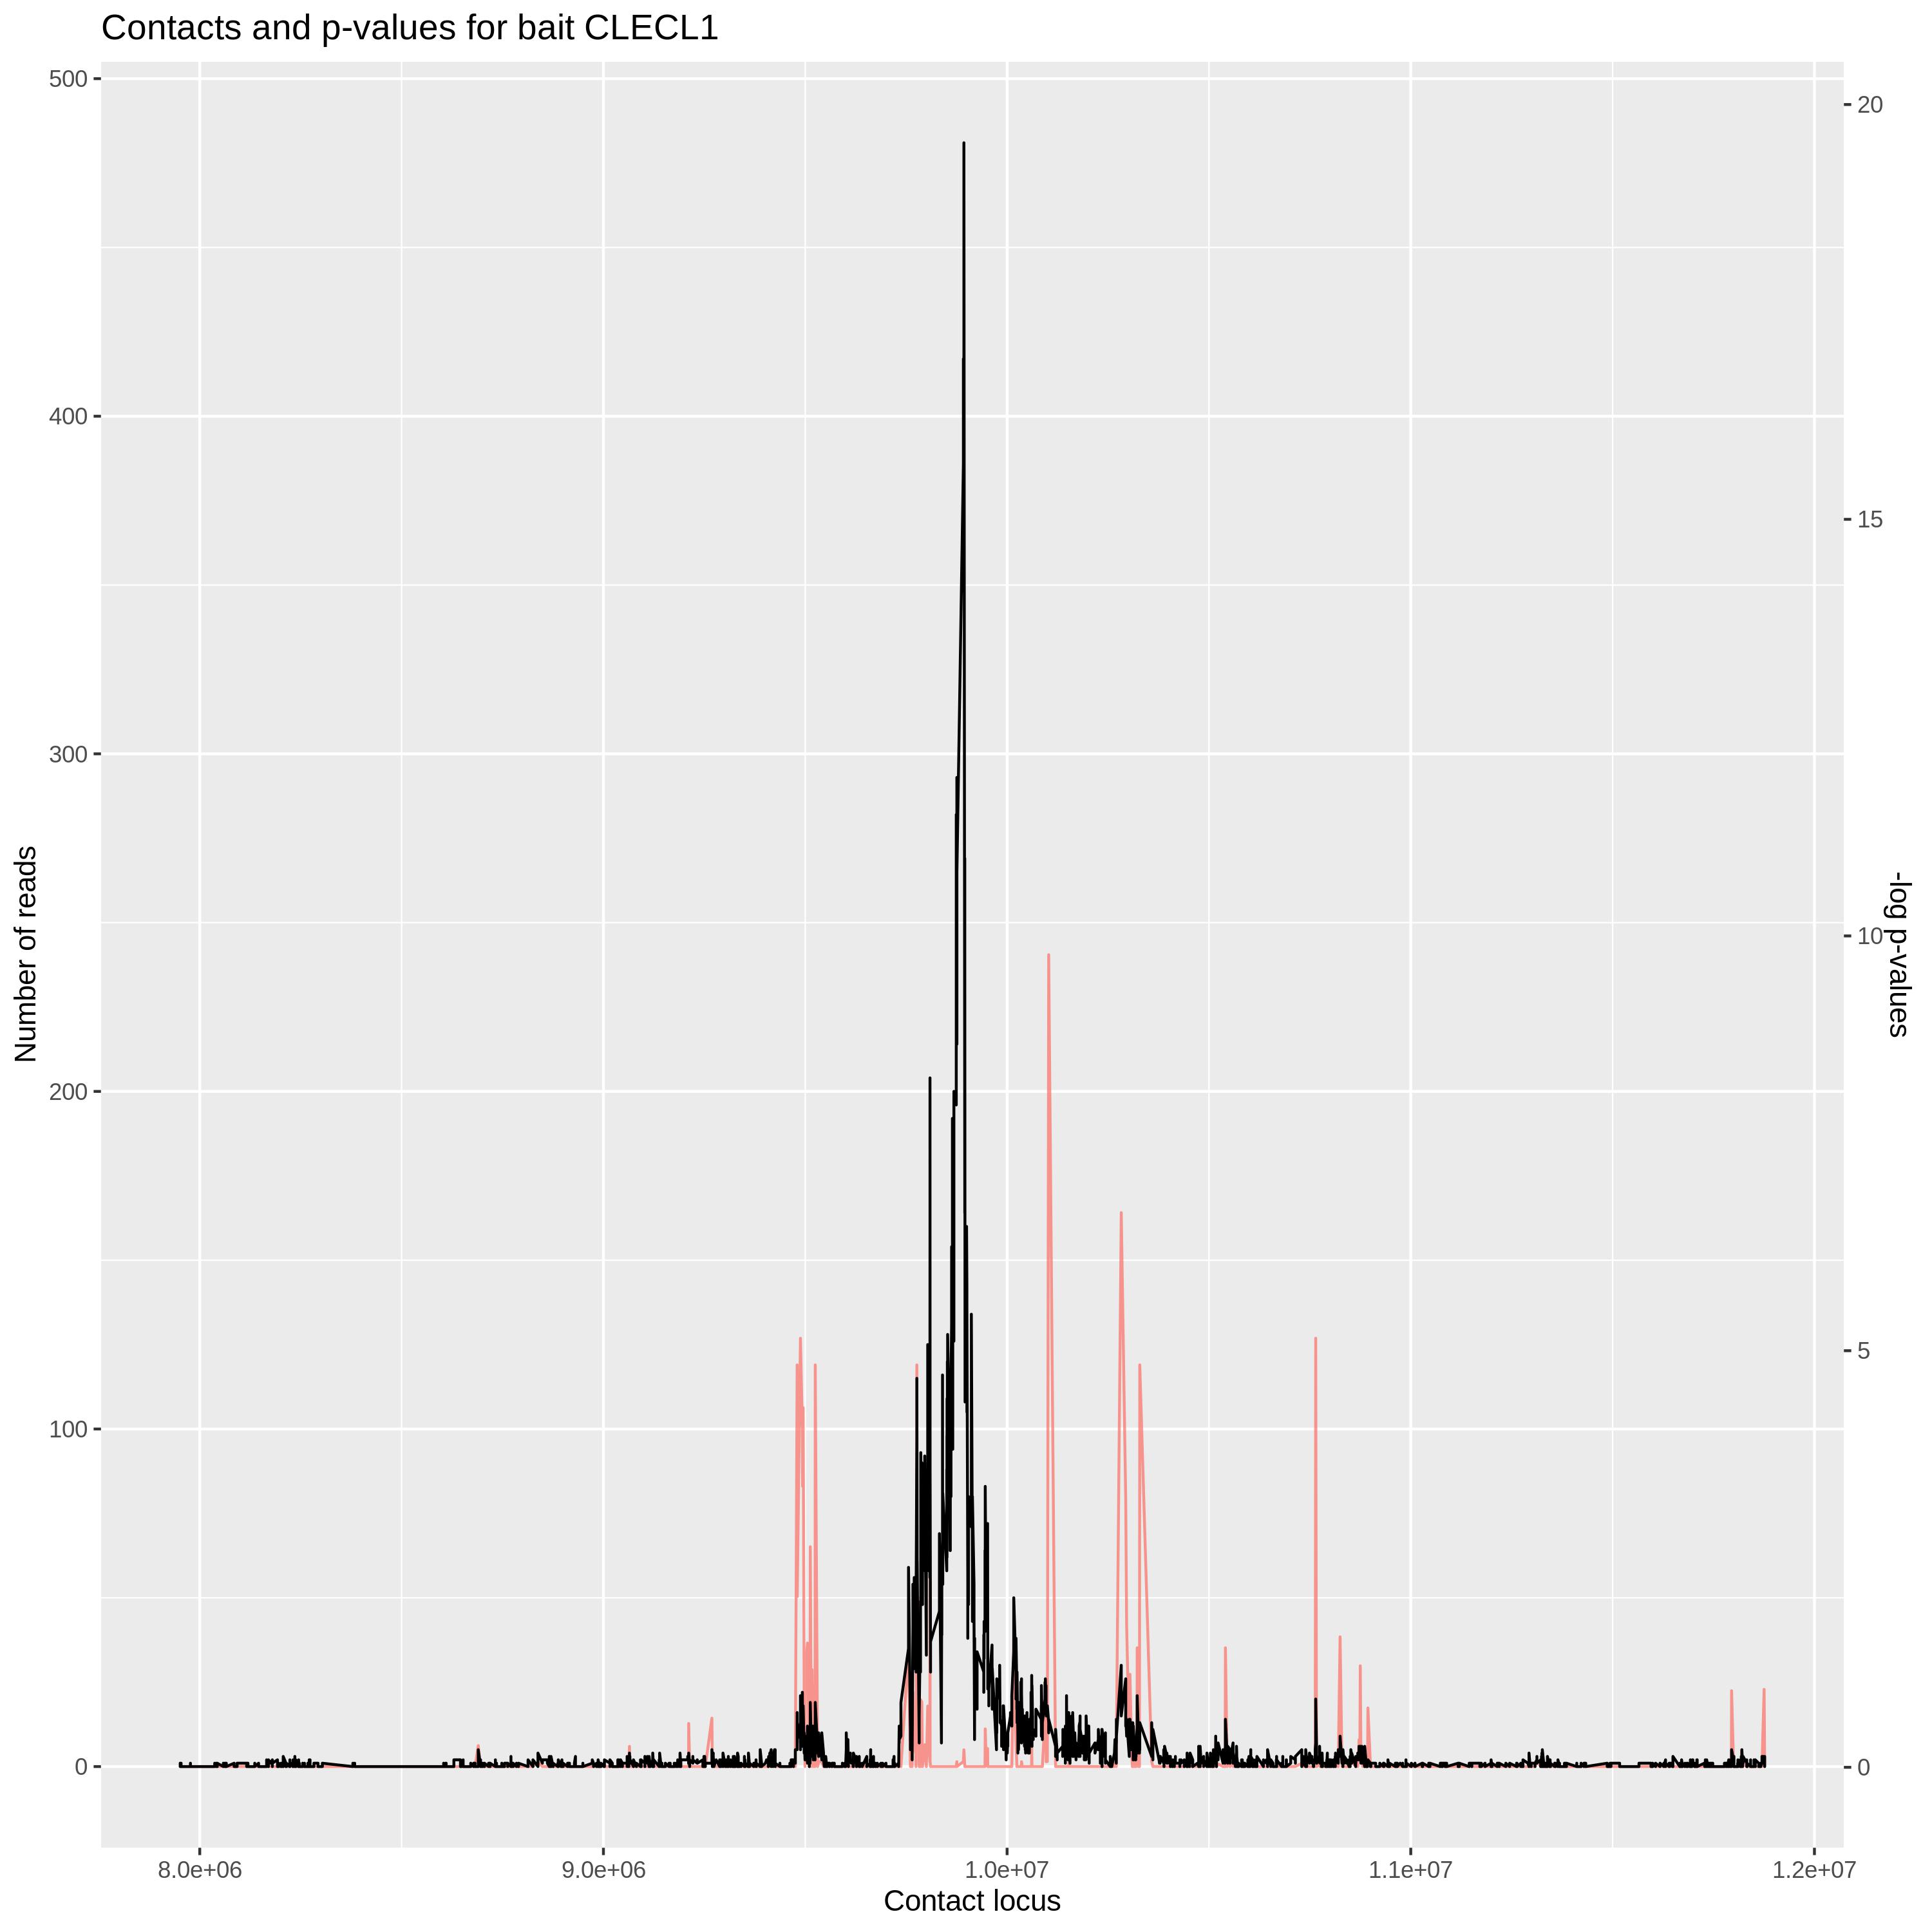 Contacts and p-values for bait CLECL1
500
400
300
200
100
0
Number of reads
20
15
10
5
0
-log p-values
8.0e+06 9.0e+06 1.0e+07 1.1e+07 1.2e+07
Contact locus